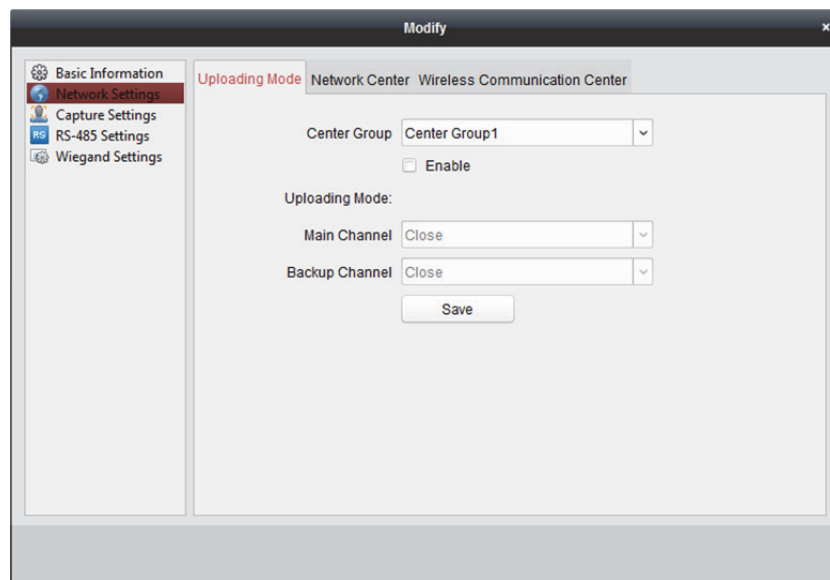 Modify
×
Basic Information
Network Settings
Capture Settings
RS RS-485 Settings
Wiegand Settings
Uploading Mode Network Center Wireless Communication Center
Center Group Center Group1
Enable
Uploading Mode:
Main Channel Close
Backup Channel Close
Save